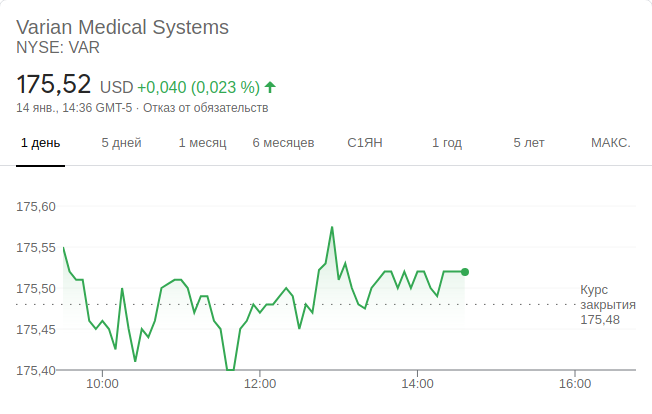 Varian Medical Systems
NYSE: VAR
175,52 USD +0,040 (0,023 %)
14 янв., 14:36 GMT-5 · Отказ от обязательств
1 день 5 дней 1 месяц 6 месяцев С1ЯН 1 год 5 лет МАКС.
175,60
175,55
175,50
175,45
175,40
Курс
закрытия
175,48
10:00 12:00 14:00 16:00